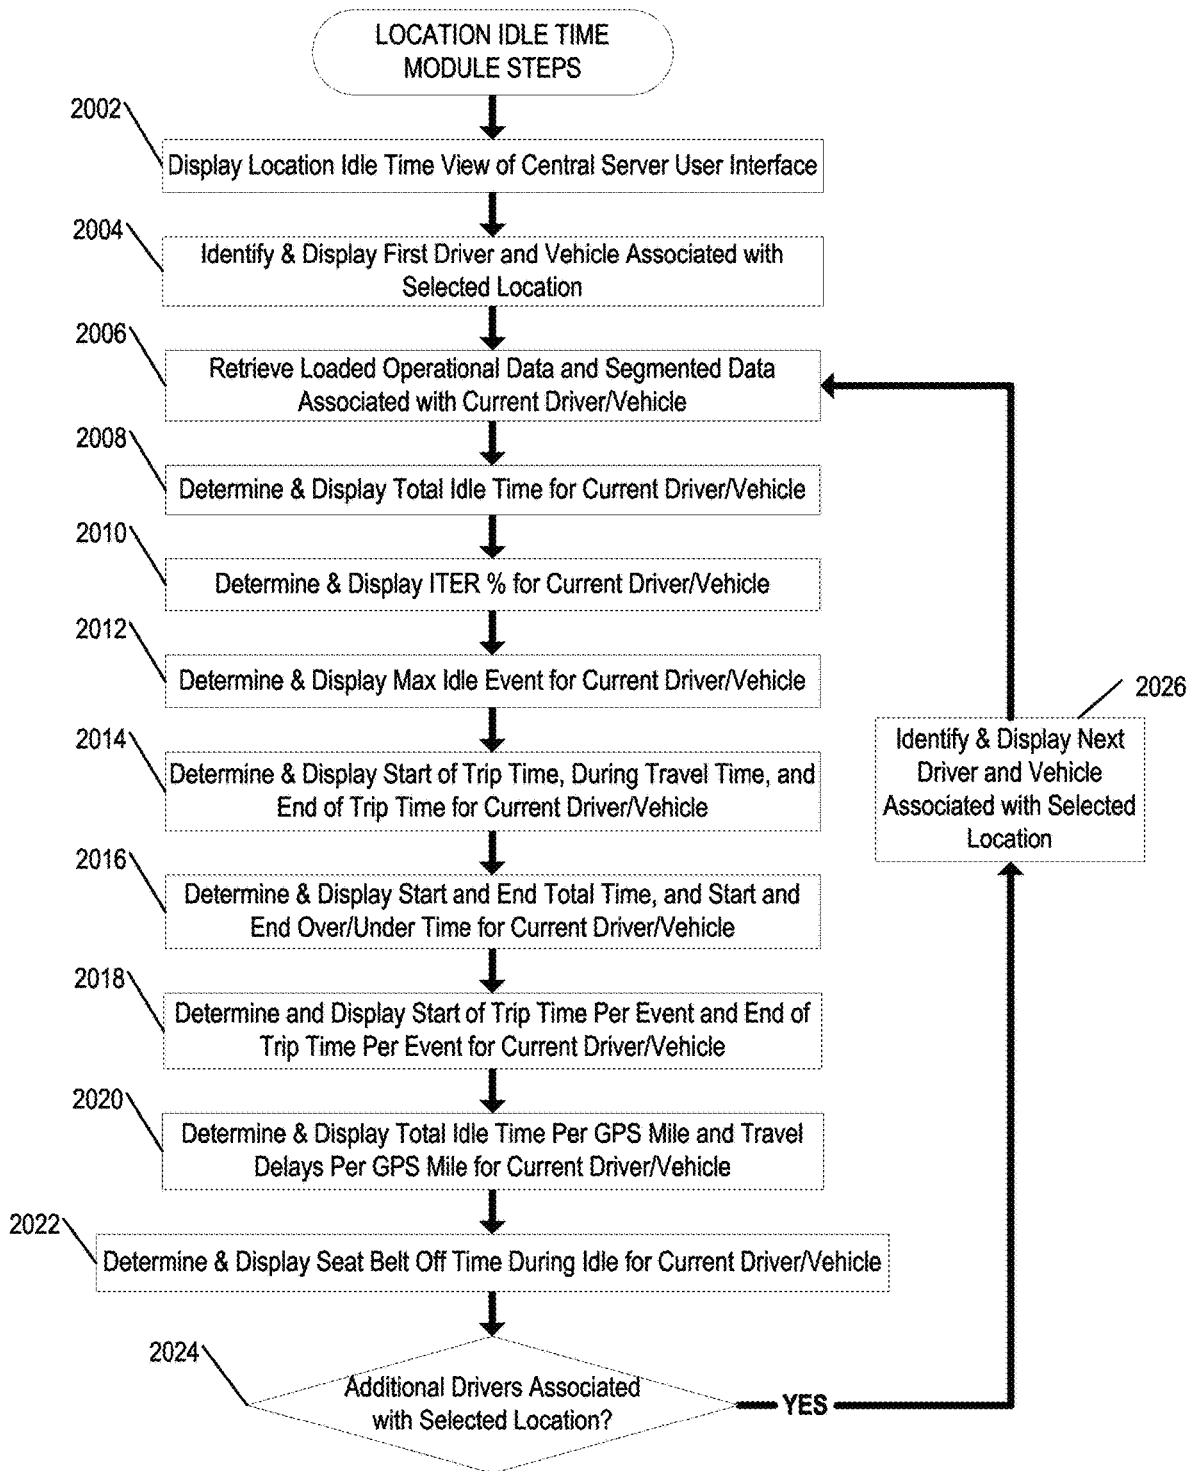 LOCATION IDLE TIME
MODULE STEPS
2002
Display Location Idle Time View of Central Server User Interface
2004
Identify & Display First Driver and Vehicle Associated with
Selected Location
2006
Retrieve Loaded Operational Data and Segmented Data
Associated with Current Driver/Vehicle
2008
Determine & Display Total Idle Time for Current Driver/Vehicle
2010
Determine & Display ITER % for Current Driver/Vehicle
2012
Determine & Display Max Idle Event for Current Driver/Vehicle
2014
Determine & Display Start of Trip Time, During Travel Time, and
End of Trip Time for Current Driver/Vehicle
2016
Determine & Display Start and End Total Time, and Start and
End Over/Under Time for Current Driver/Vehicle
2018
Determine and Display Start of Trip Time Per Event and End of
Trip Time Per Event for Current Driver/Vehicle
2020
Determine & Display Total Idle Time Per GPS Mile and Travel
Delays Per GPS Mile for Current Driver/Vehicle
2022
Determine & Display Seat Belt Off Time During Idle for Current Driver/Vehicle
2024
Additional Drivers Associated
with Selected Location?
YES
2026
Identify & Display Next
Driver and Vehicle
Associated with Selected
Location